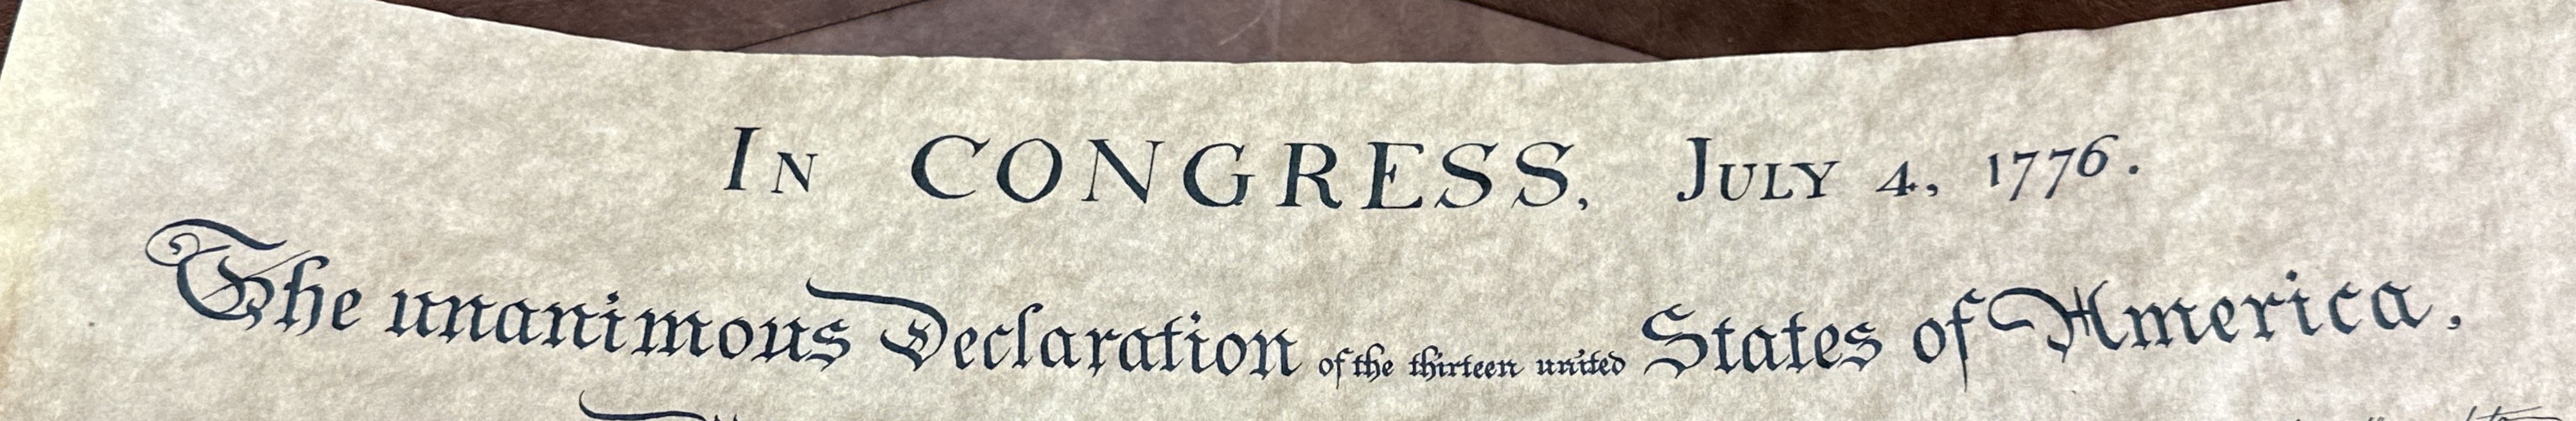 In CONGRESS, July 4, 1776.
The unanimous Declaration of the thirteen united States of America.